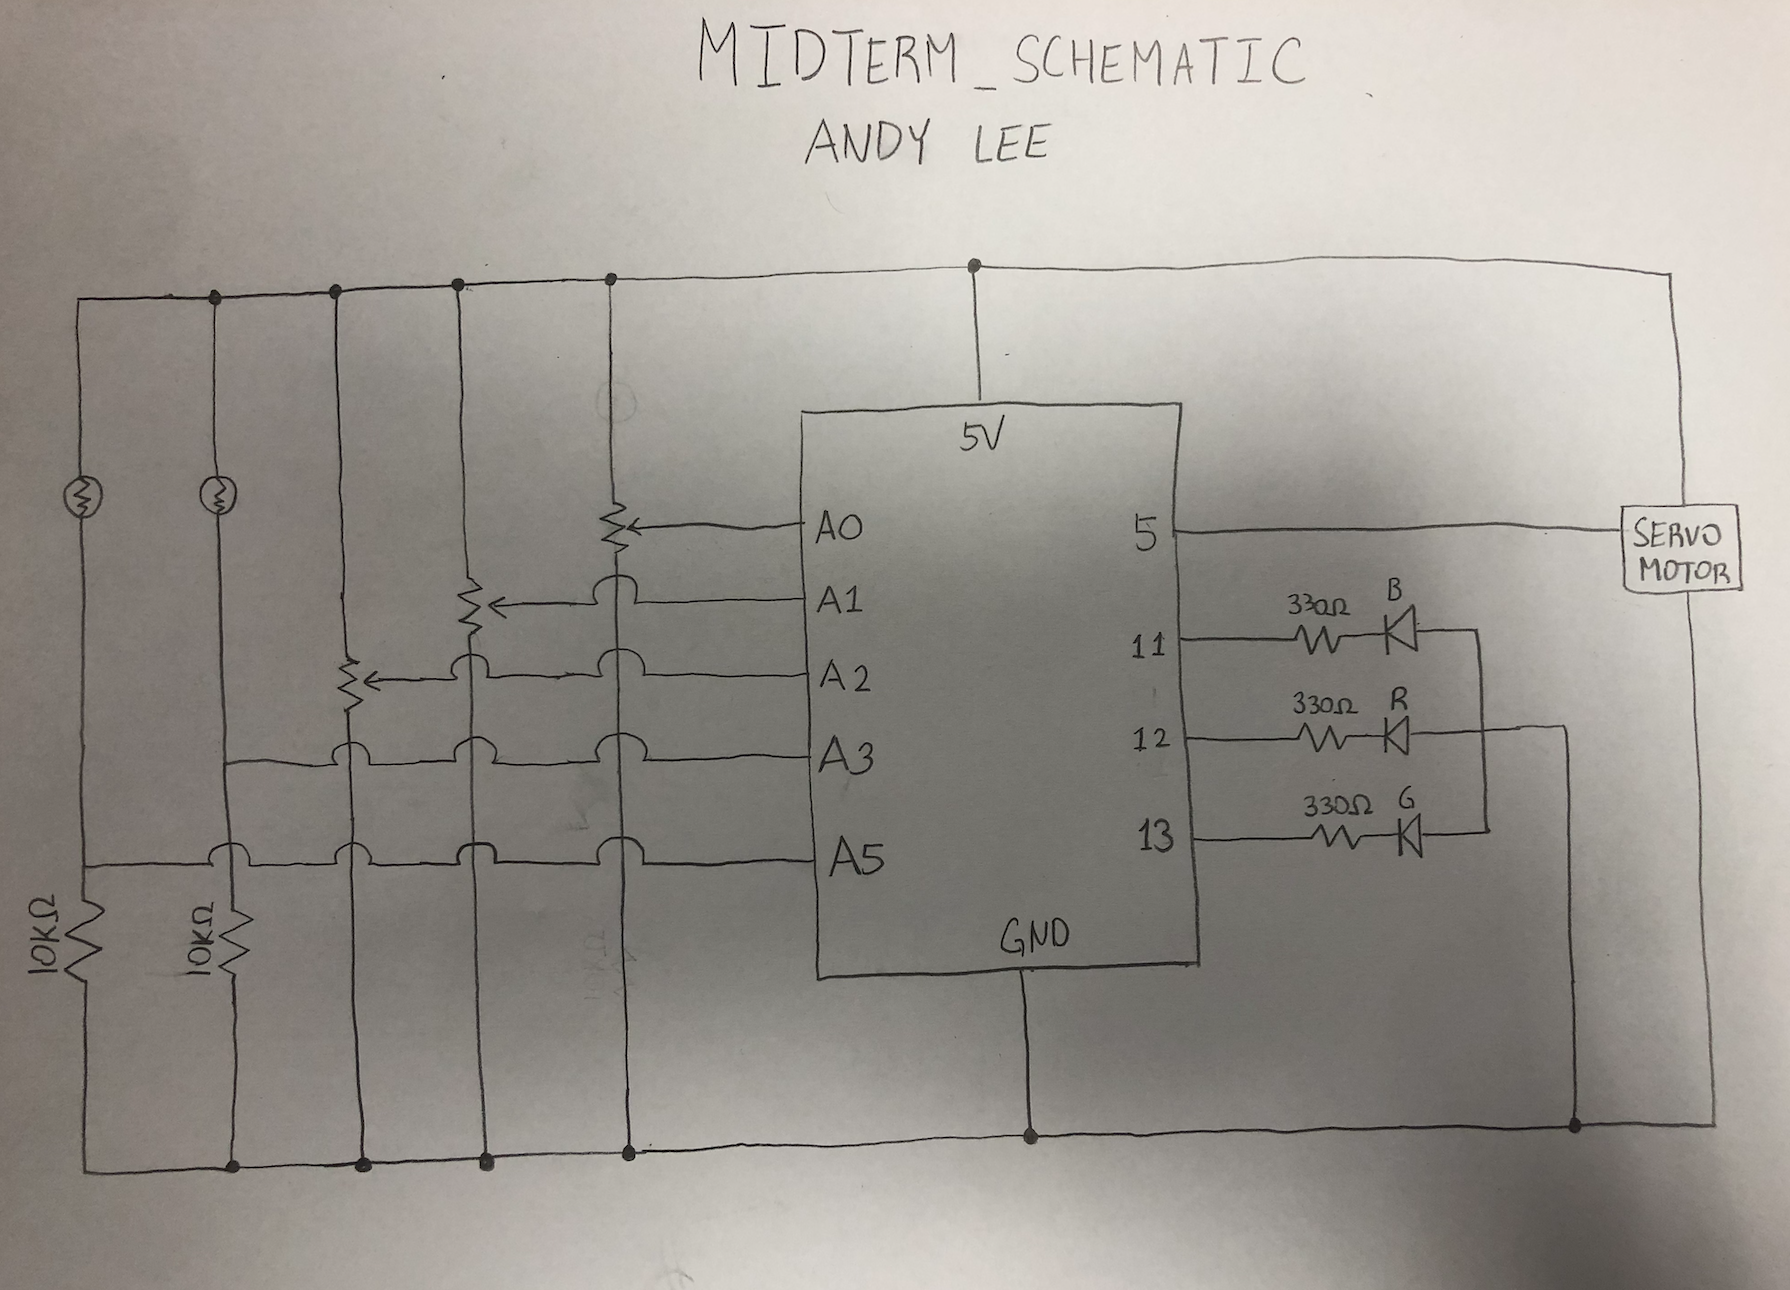 MIDTERM_SCHEMATIC
ANDY LEE
5V
A0
A1
A2
A3
A5
5
11
12
13
GND
SERVO
MOTOR
330Ω
B
330Ω
R
330Ω
G
10KΩ
10KΩ